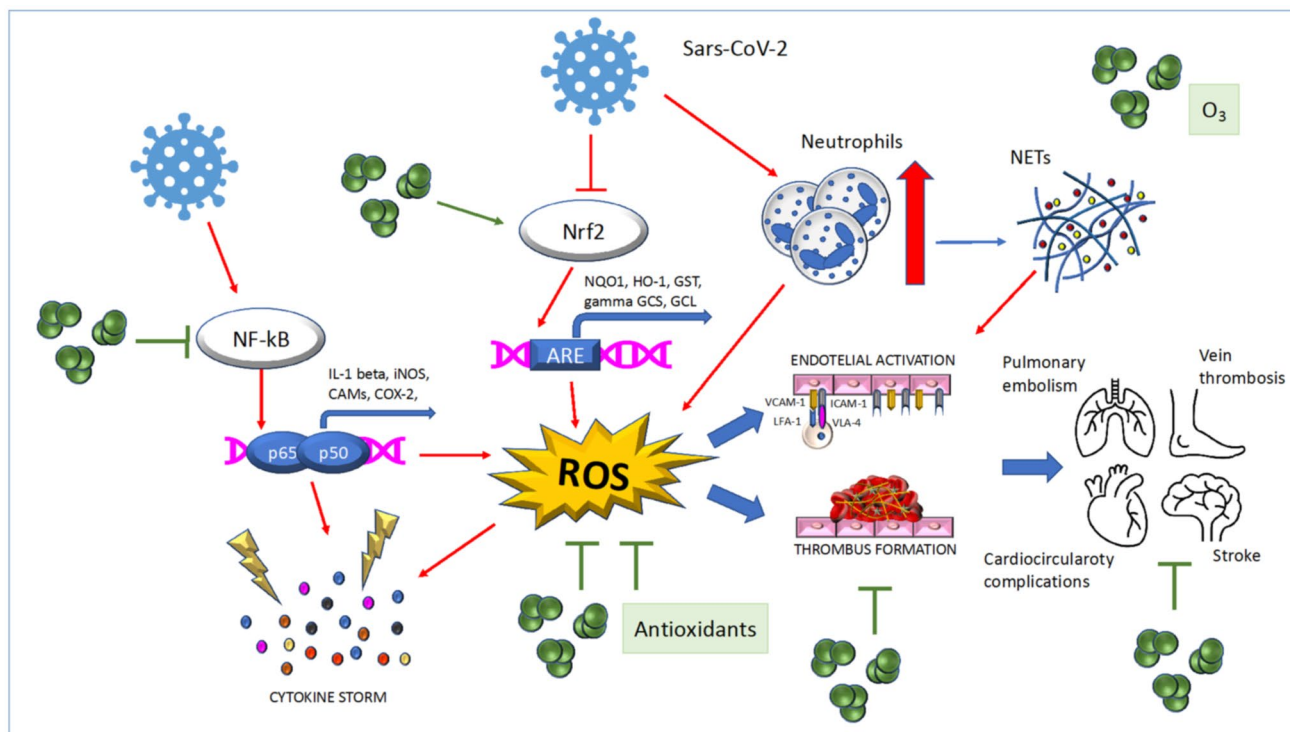 Sars-CoV-2
O₃
Neutrophils
NETs
Nrf2
NQO1, HO-1, GST,
gamma GCS, GCL
NF-kB
ARE
IL-1 beta, iNOS,
CAMs, COX-2,
p65
p50
ENDOTELIAL ACTIVATION
VCAM-1
ICAM-1
LFA-1
VLA-4
Pulmonary
embolism
Vein
thrombosis
ROS
THROMBUS FORMATION
Cardiocircularoty
complications
Stroke
Antioxidants
CYTOKINE STORM